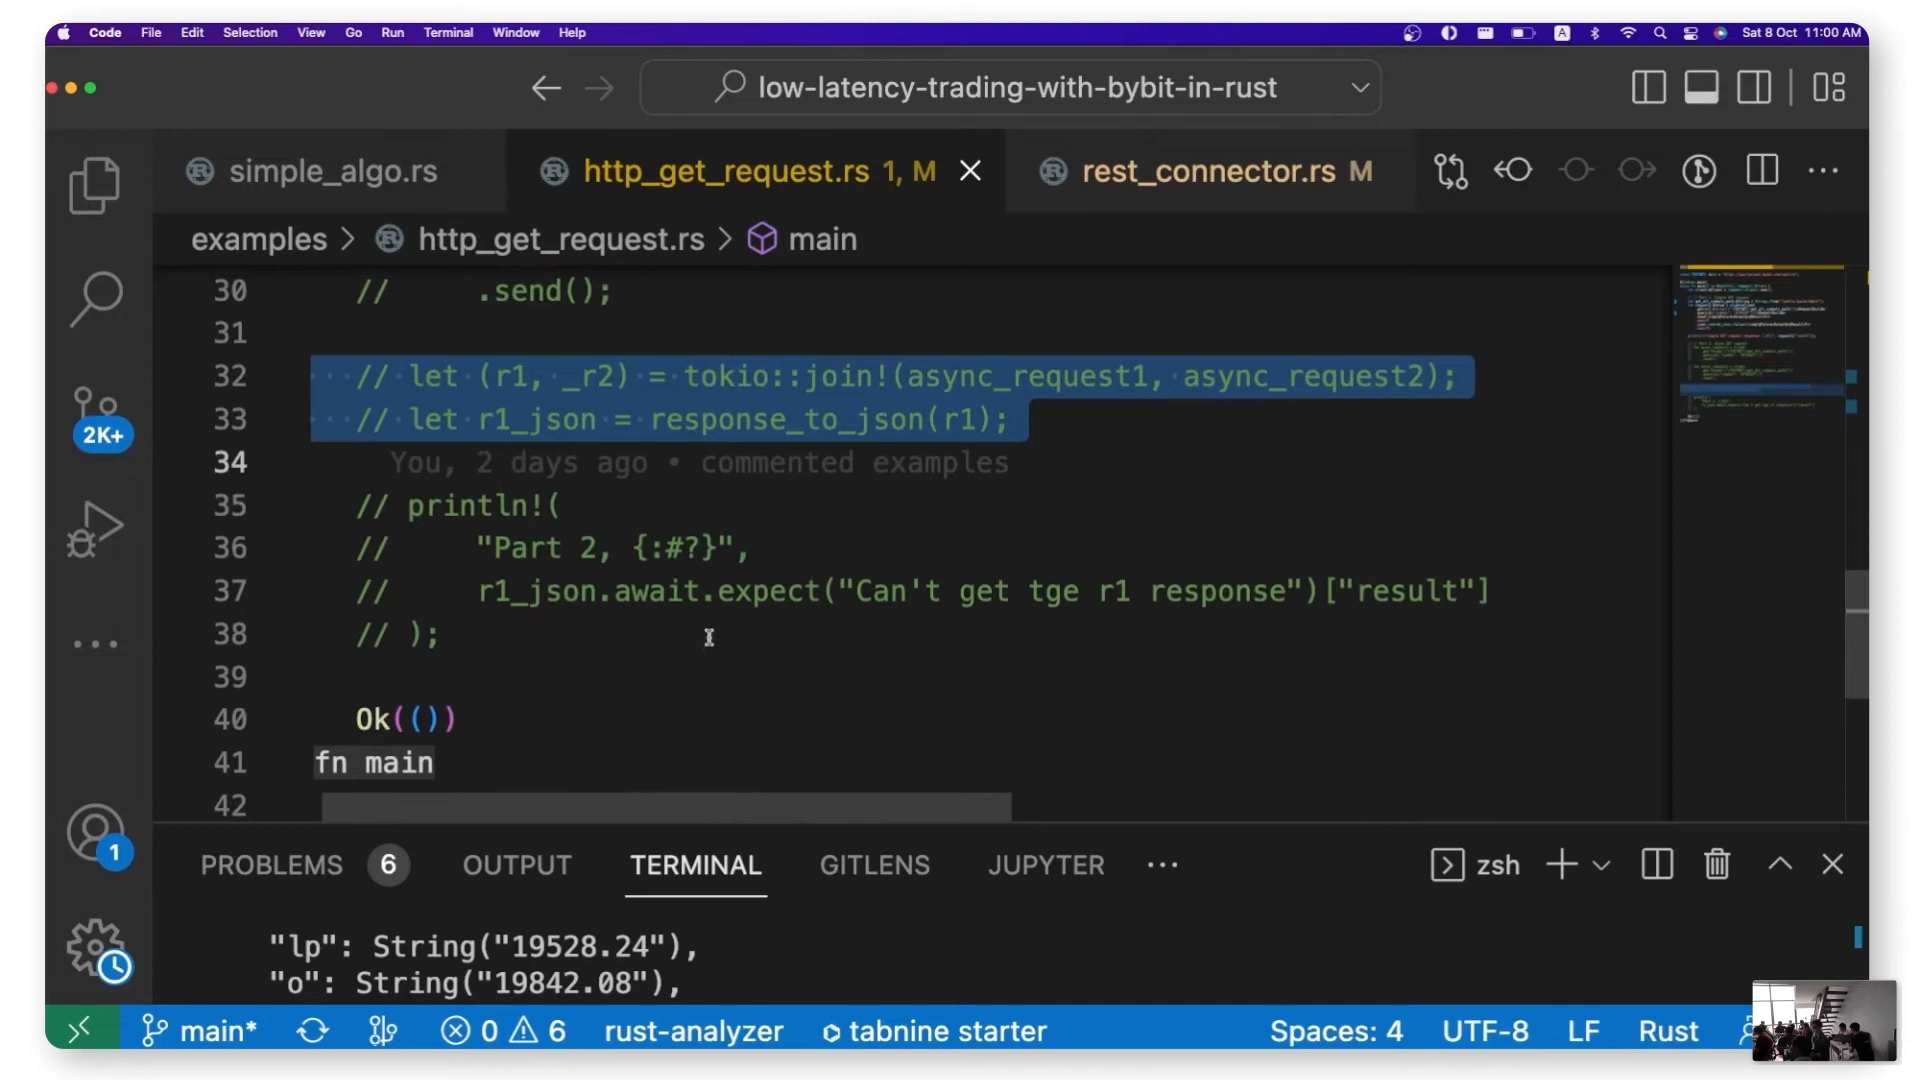 Code File Edit Selection View Go Run Terminal Window Help A Sat 8 Oct 11:00 AM
low-latency-trading-with-bybit-in-rust
simple_algo.rs http_get_request.rs 1, M rest_connector.rs M
examples > http_get_request.rs > main
30 // .send();
31
32 // let (r1, _r2) = tokio::join!(async_request1, async_request2);
33 // let r1_json = response_to_json(r1);
34 You, 2 days ago • commented examples
35 // println!(
36 // "Part 2, {:#?}",
37 // r1_json.await.expect("Can't get tge r1 response")["result"]
38 // );
39
40 Ok(())
41 fn main
42
2K+
1
PROBLEMS 6 OUTPUT TERMINAL GITLENS JUPYTER ... zsh
"lp": String("19528.24"),
"o": String("19842.08"),
main* 0 6 rust-analyzer tabnine starter Spaces: 4 UTF-8 LF Rust